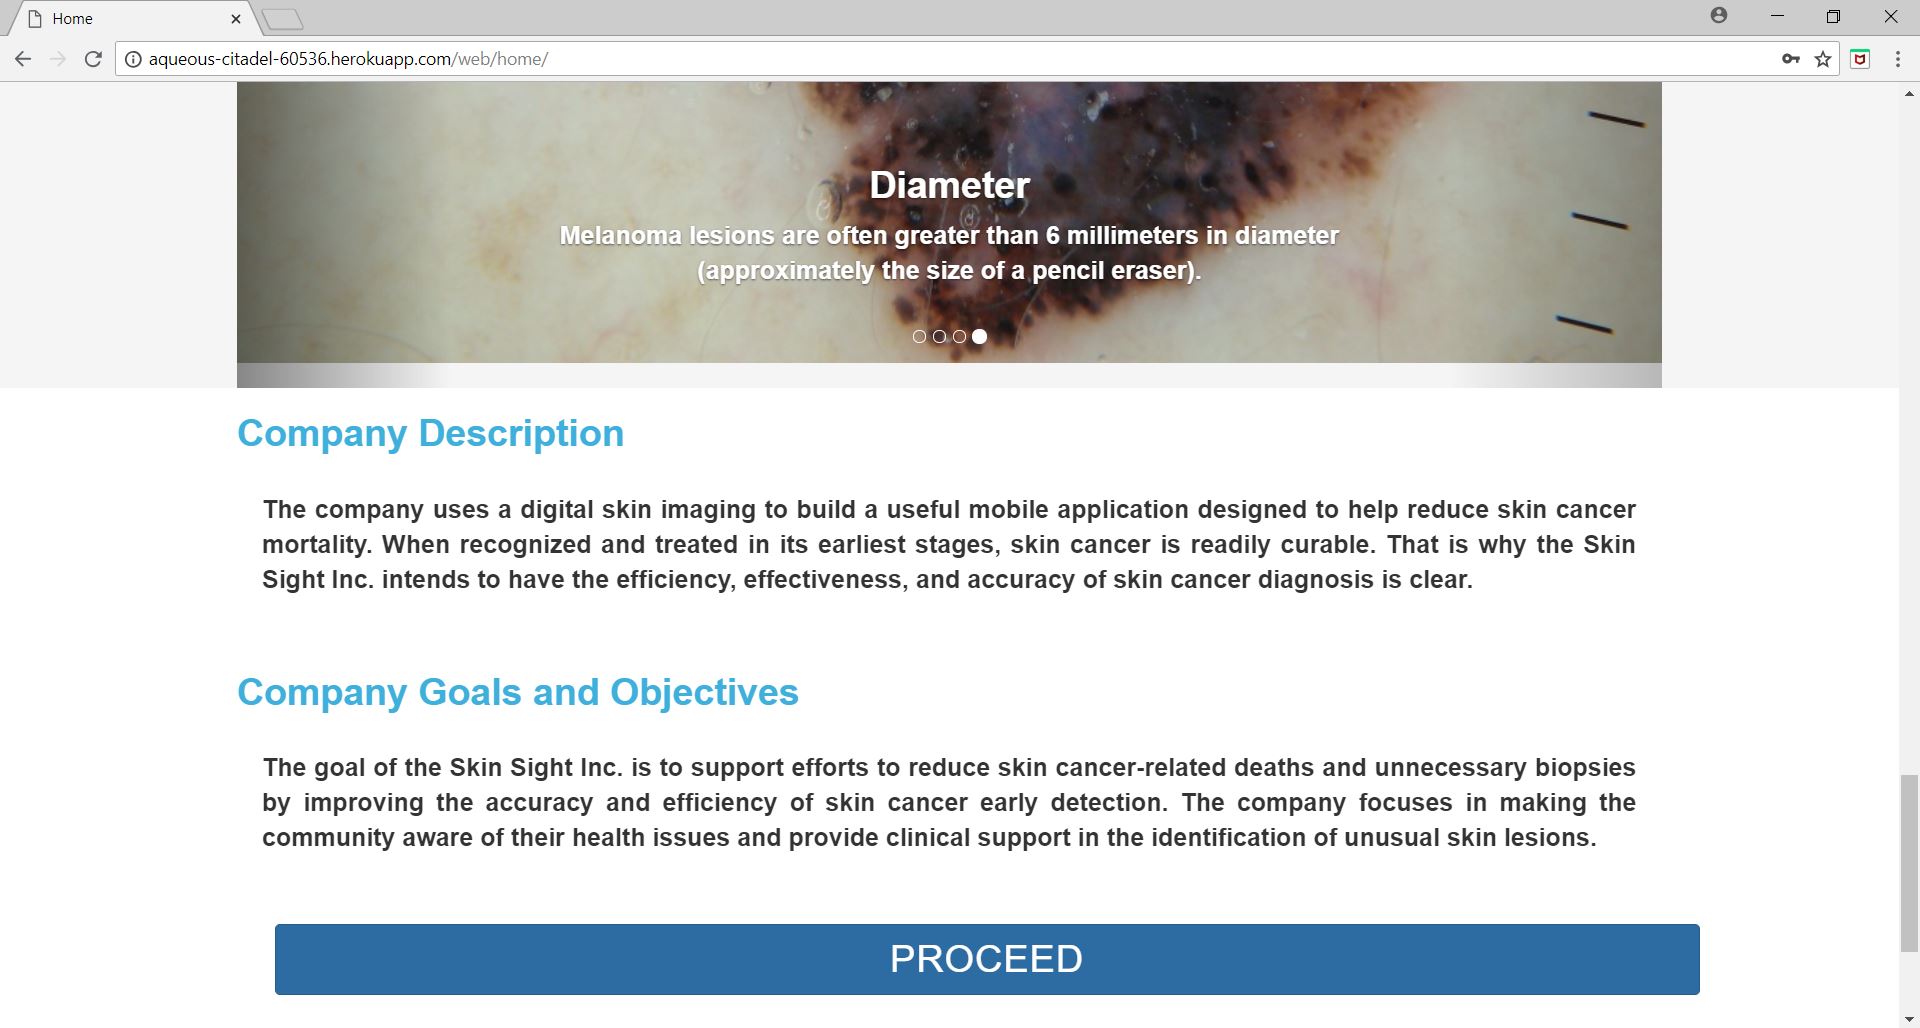 Home
aqueous-citadel-60536.herokuapp.com/web/home/
Diameter
Melanoma lesions are often greater than 6 millimeters in diameter
(approximately the size of a pencil eraser).
Company Description
The company uses a digital skin imaging to build a useful mobile application designed to help reduce skin cancer
mortality. When recognized and treated in its earliest stages, skin cancer is readily curable. That is why the Skin
Sight Inc. intends to have the efficiency, effectiveness, and accuracy of skin cancer diagnosis is clear.
Company Goals and Objectives
The goal of the Skin Sight Inc. is to support efforts to reduce skin cancer-related deaths and unnecessary biopsies
by improving the accuracy and efficiency of skin cancer early detection. The company focuses in making the
community aware of their health issues and provide clinical support in the identification of unusual skin lesions.
PROCEED